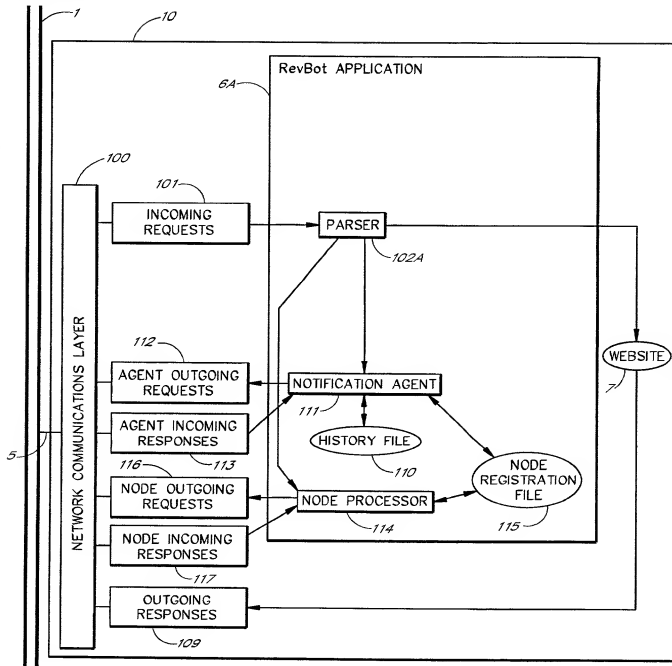 1
10
6A
RevBot APPLICATION
100
101
INCOMING
REQUESTS
PARSER
102A
112
AGENT OUTGOING
REQUESTS
NOTIFICATION AGENT
111
WEBSITE
7
AGENT INCOMING
RESPONSES
113
HISTORY FILE
110
5
NETWORK COMMUNICATIONS LAYER
116
NODE OUTGOING
REQUESTS
NODE PROCESSOR
114
NODE
REGISTRATION
FILE
115
NODE INCOMING
RESPONSES
117
OUTGOING
RESPONSES
109